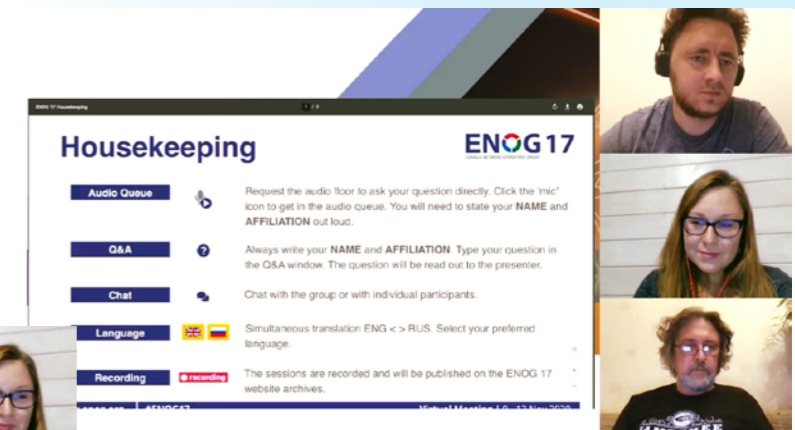 ENOG 17 Housekeeping
Housekeeping
ENOG17
EURASIA NETWORK OPERATORS GROUP
Audio Queue
Request the audio floor to ask your question directly. Click the 'mic'
icon to get in the audio queue. You will need to state your NAME and
AFFILIATION out loud.
Q&A
Always write your NAME and AFFILIATION. Type your question in
the Q&A window. The question will be read out to the presenter.
Chat
Chat with the group or with individual participants.
Language
Simultaneous translation ENG < > RUS. Select your preferred
language.
Recording
recording
The sessions are recorded and will be published on the ENOG 17
website archives.
#ENOG17
Virtual Meeting
Nov 2020